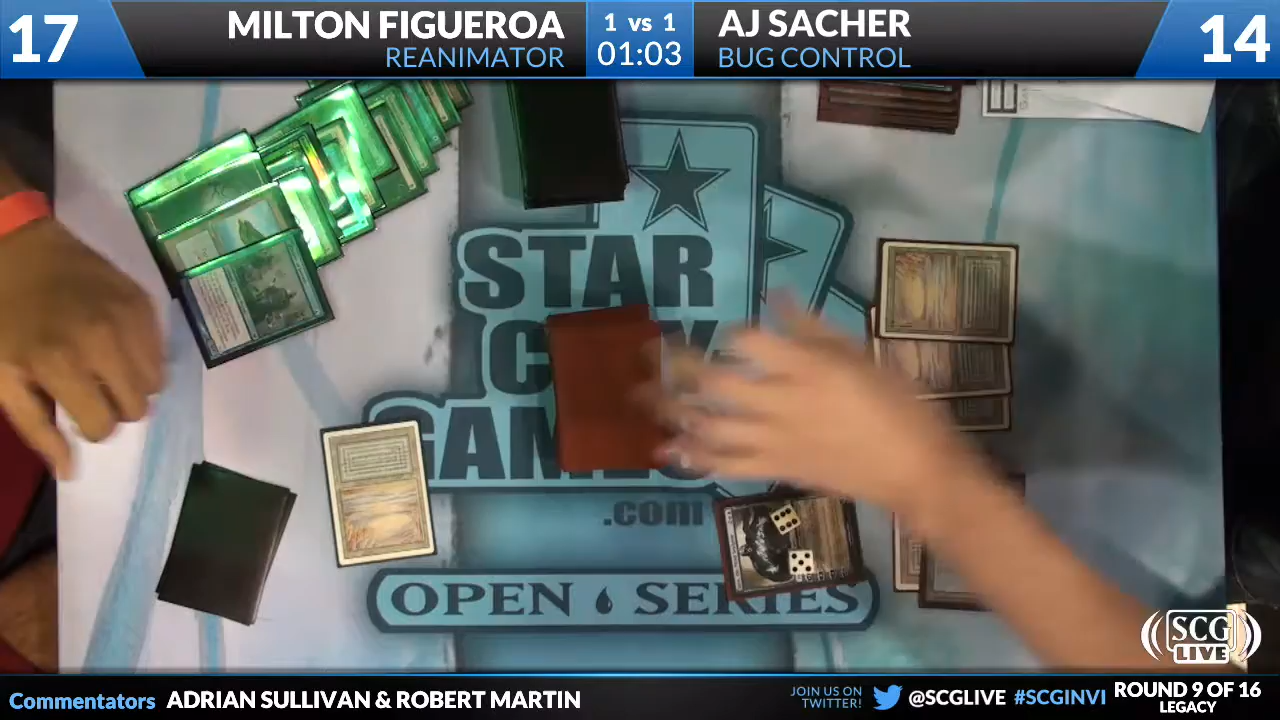 17
MILTON FIGUEROA
REANIMATOR
1 vs 1
01:03
AJ SACHER
BUG CONTROL
14
STAR
GAMES
.com
OPEN SERIES
SCG
LIVE
Commentators ADRIAN SULLIVAN & ROBERT MARTIN
JOIN US ON
TWITTER!
@SCGLIVE #SCGINVI
ROUND 9 OF 16
LEGACY